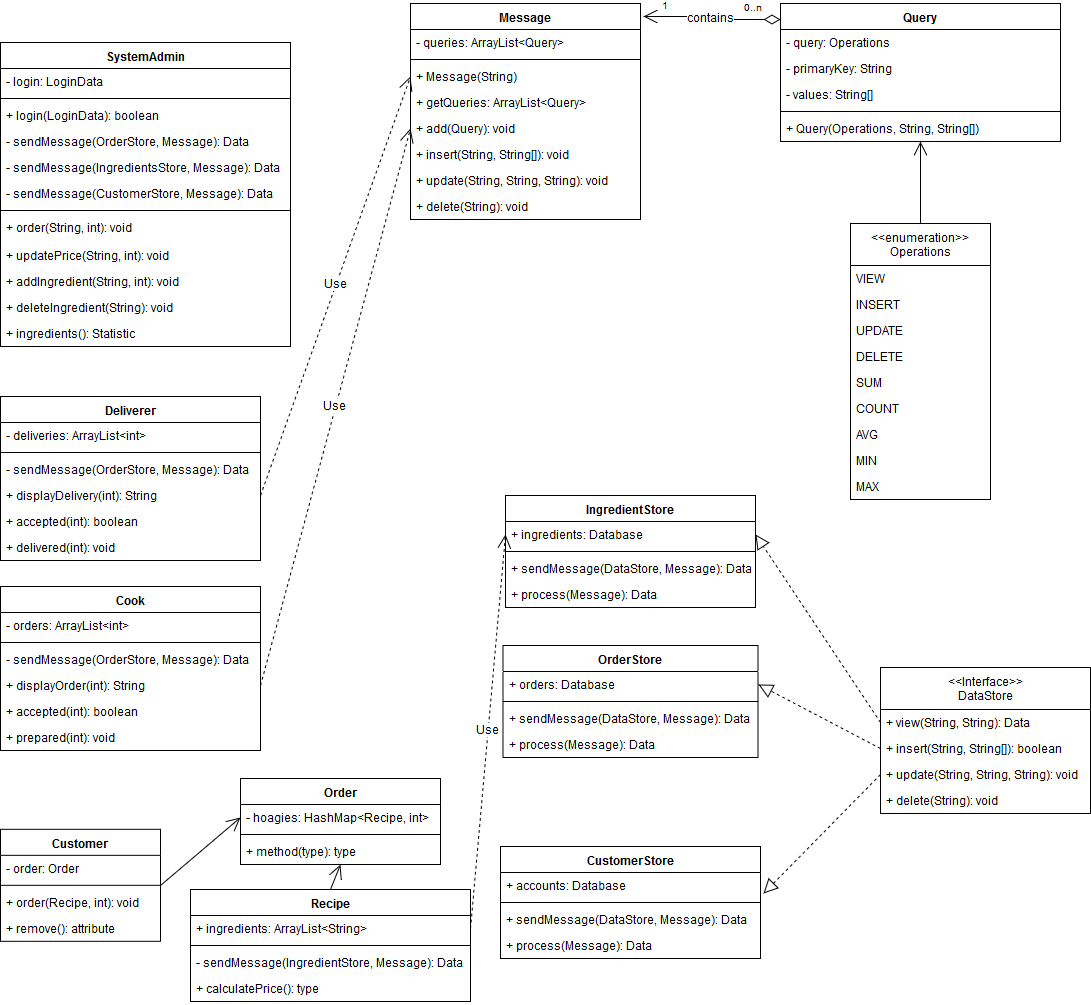 SystemAdmin
- login: LoginData
+ login(LoginData): boolean
- sendMessage(OrderStore, Message): Data
- sendMessage(IngredientsStore, Message): Data
- sendMessage(CustomerStore, Message): Data
+ order(String, int): void
+ updatePrice(String, int): void
+ addIngredient(String, int): void
+ deleteIngredient(String): void
+ ingredients(): Statistic
Message
- queries: ArrayList<Query>
+ Message(String)
+ getQueries: ArrayList<Query>
+ add(Query): void
+ insert(String, String[]): void
+ update(String, String, String): void
+ delete(String): void
1
contains
0..n
Query
- query: Operations
- primaryKey: String
- values: String[]
+ Query(Operations, String, String[])
<<enumeration>>
Operations
VIEW
INSERT
UPDATE
DELETE
SUM
COUNT
AVG
MIN
MAX
Use
Use
Deliverer
- deliveries: ArrayList<int>
- sendMessage(OrderStore, Message): Data
+ displayDelivery(int): String
+ accepted(int): boolean
+ delivered(int): void
Cook
- orders: ArrayList<int>
- sendMessage(OrderStore, Message): Data
+ displayOrder(int): String
+ accepted(int): boolean
+ prepared(int): void
IngredientStore
+ ingredients: Database
+ sendMessage(DataStore, Message): Data
+ process(Message): Data
OrderStore
+ orders: Database
+ sendMessage(DataStore, Message): Data
+ process(Message): Data
Use
<<Interface>>
DataStore
+ view(String, String): Data
+ insert(String, String[]): boolean
+ update(String, String, String): void
+ delete(String): void
Order
- hoagies: HashMap<Recipe, int>
+ method(type): type
Customer
- order: Order
+ order(Recipe, int): void
+ remove(): attribute
Recipe
+ ingredients: ArrayList<String>
- sendMessage(IngredientStore, Message): Data
+ calculatePrice(): type
CustomerStore
+ accounts: Database
+ sendMessage(DataStore, Message): Data
+ process(Message): Data